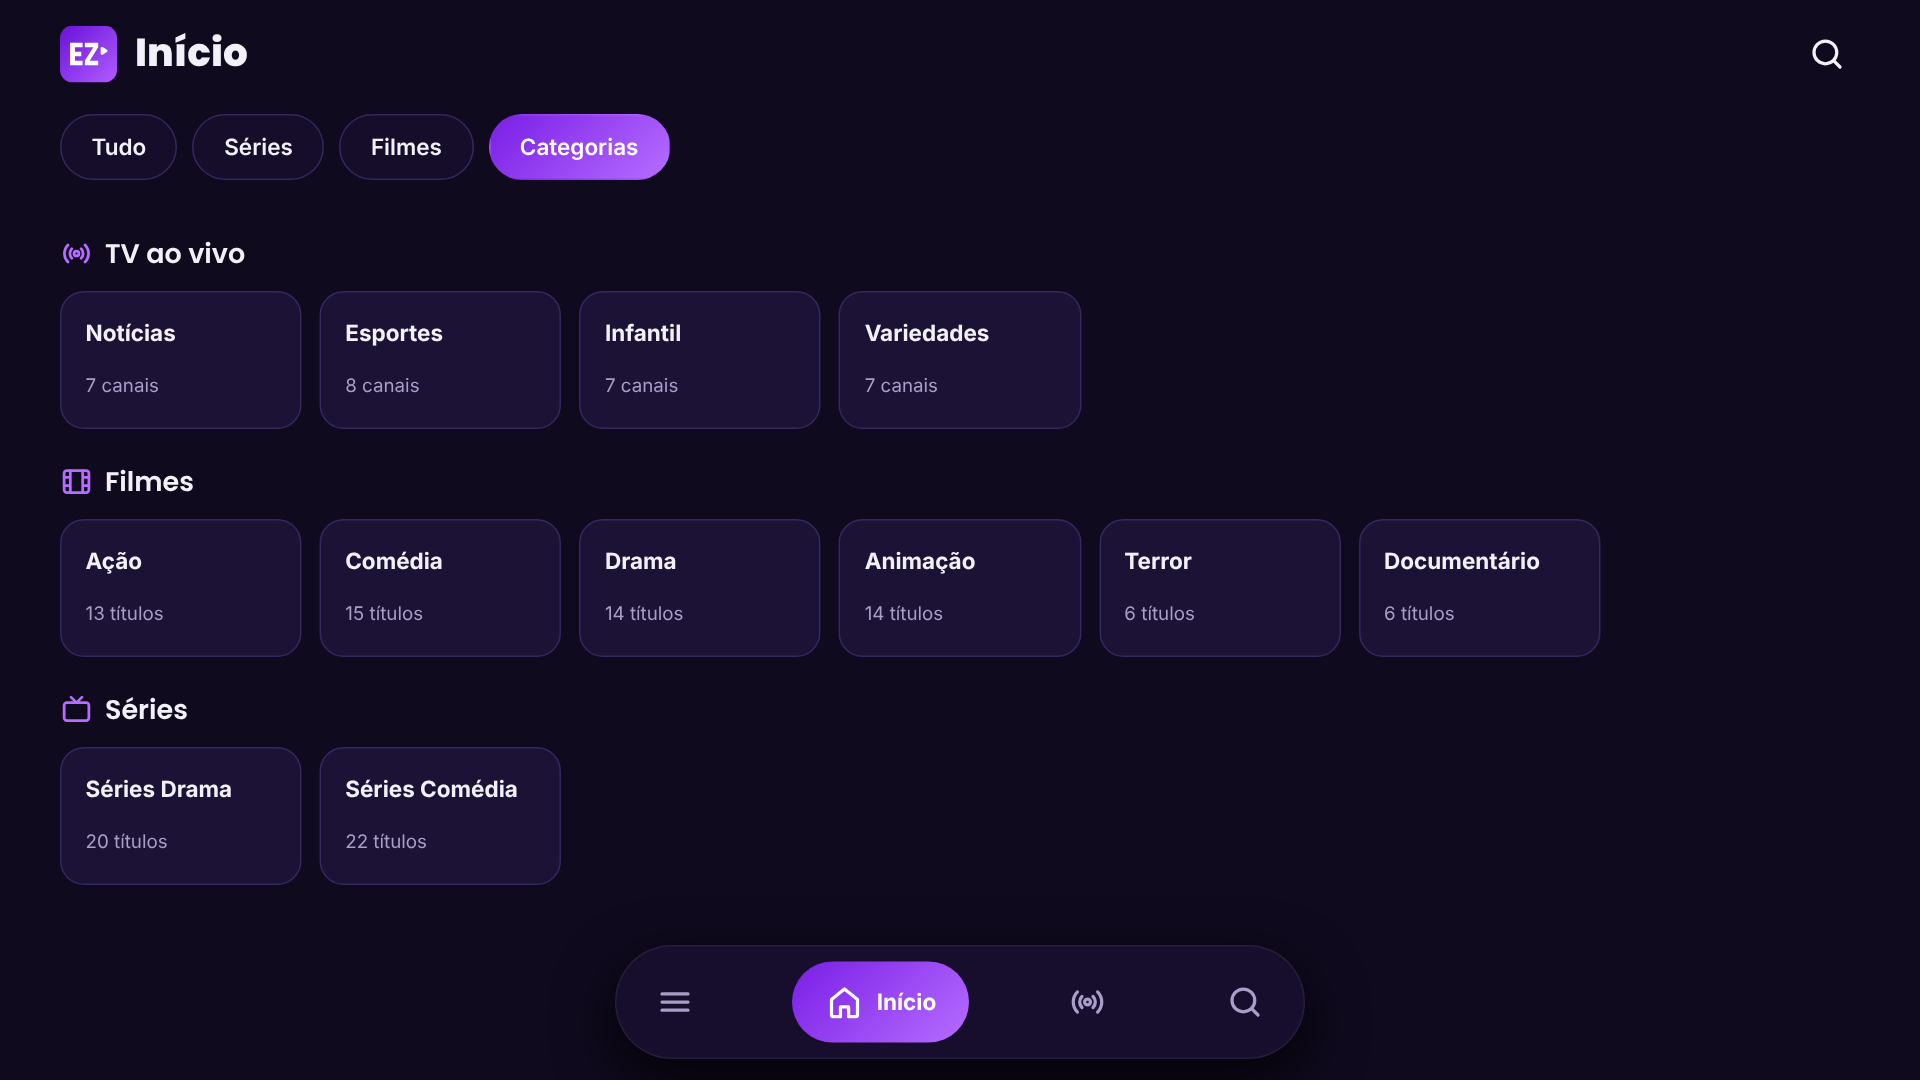 EZ Início
Tudo Séries Filmes Categorias
TV ao vivo
Notícias Esportes Infantil Variedades
7 canais 8 canais 7 canais 7 canais
Filmes
Ação Comédia Drama Animação Terror Documentário
13 títulos 15 títulos 14 títulos 14 títulos 6 títulos 6 títulos
Séries
Séries Drama Séries Comédia
20 títulos 22 títulos
Início